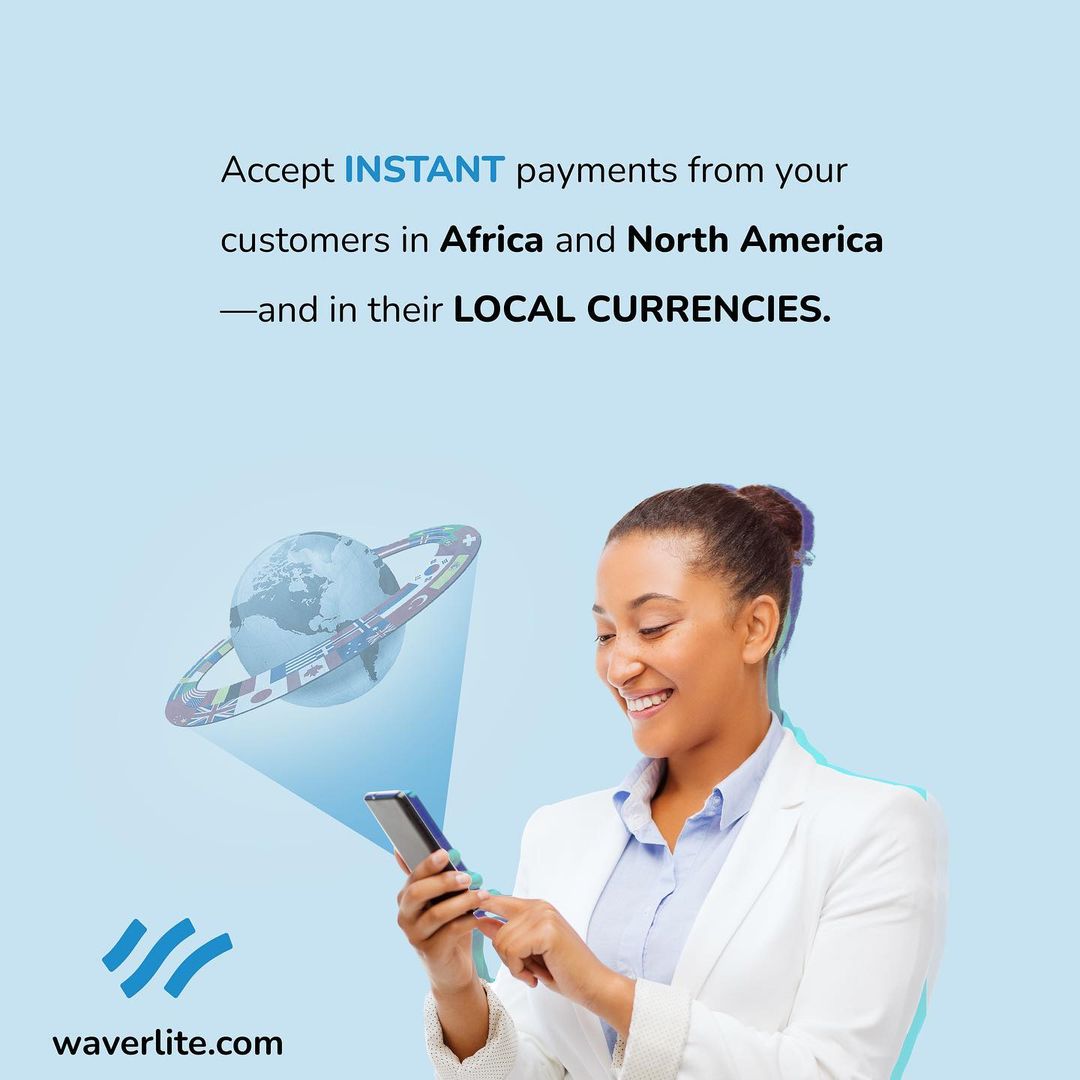 Accept INSTANT payments from your
customers in Africa and North America
—and in their LOCAL CURRENCIES.
waverlite.com